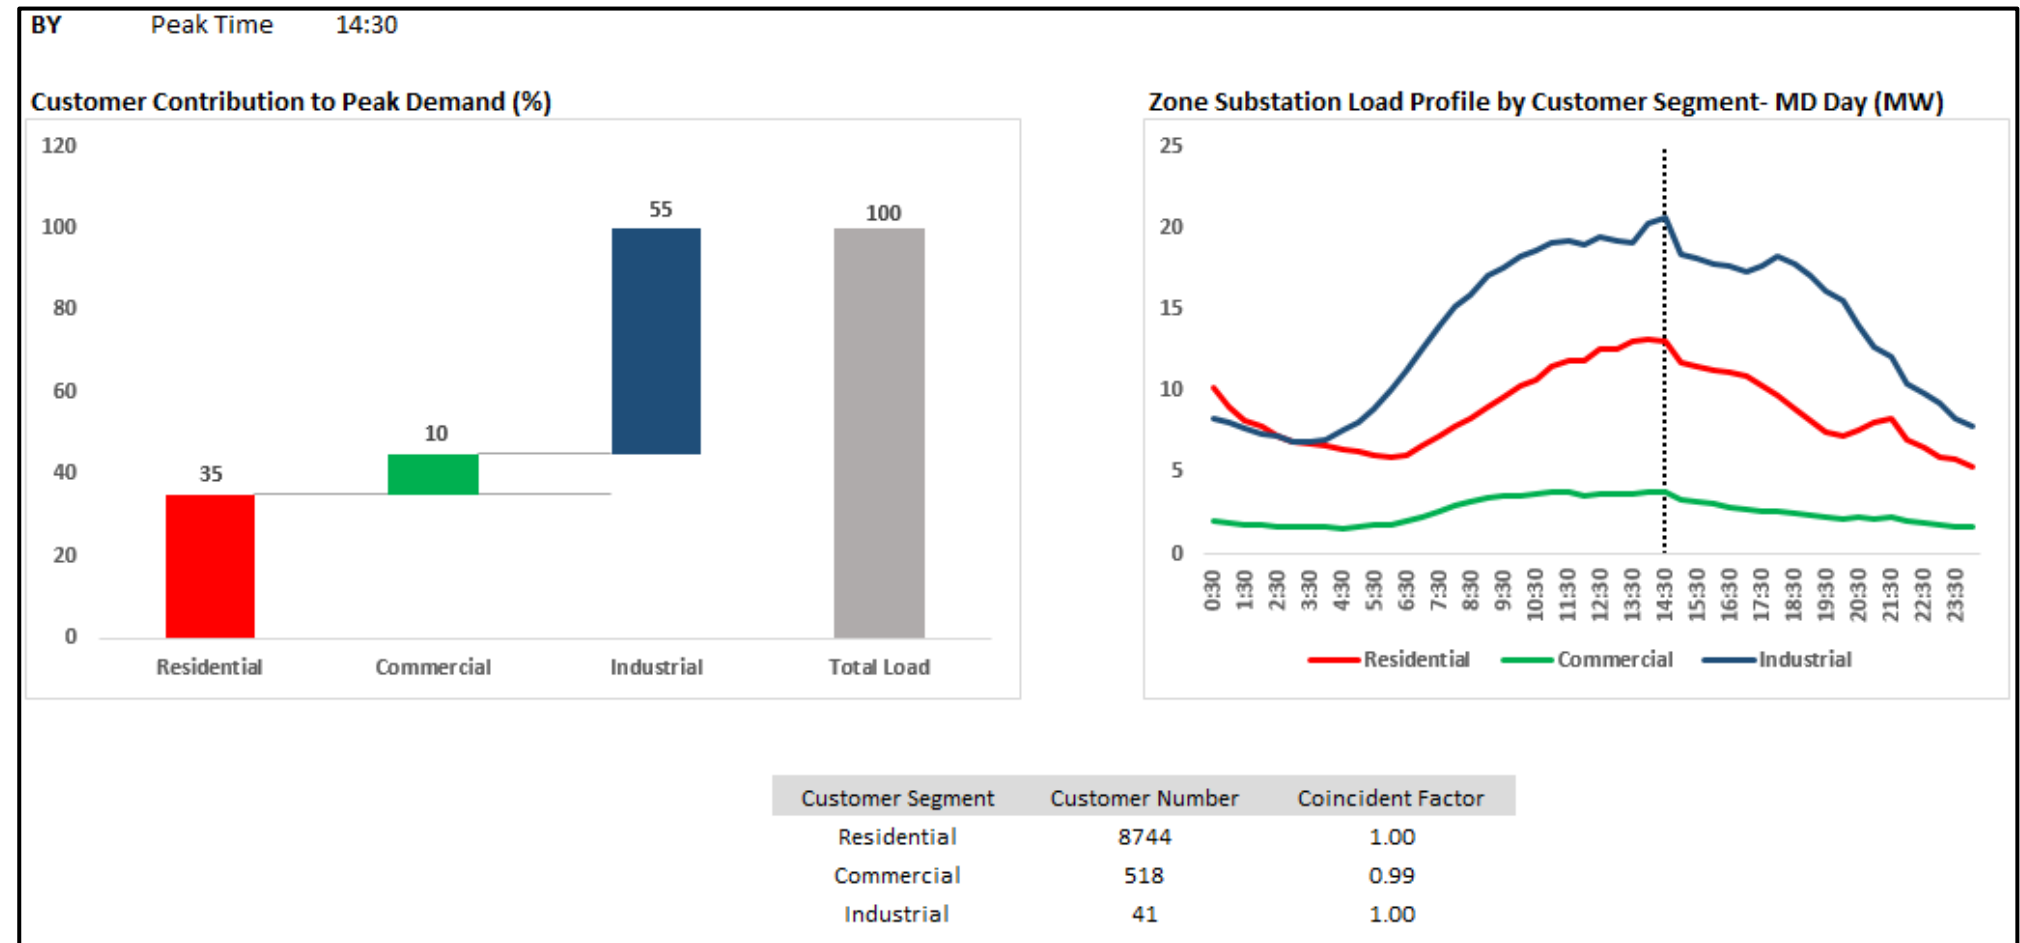 BY Peak Time 14:30
Customer Contribution to Peak Demand (%)
120
100
80
60
40
20
0
35
10
55
100
Residential Commercial Industrial Total Load
Zone Substation Load Profile by Customer Segment- MD Day (MW)
25
20
15
10
5
0
0:30 1:30 2:30 3:30 4:30 5:30 6:30 7:30 8:30 9:30 10:30 11:30 12:30 13:30 14:30 15:30 16:30 17:30 18:30 19:30 20:30 21:30 22:30 23:30
Residential Commercial Industrial
Customer Segment Customer Number Coincident Factor
Residential 8744 1.00
Commercial 518 0.99
Industrial 41 1.00